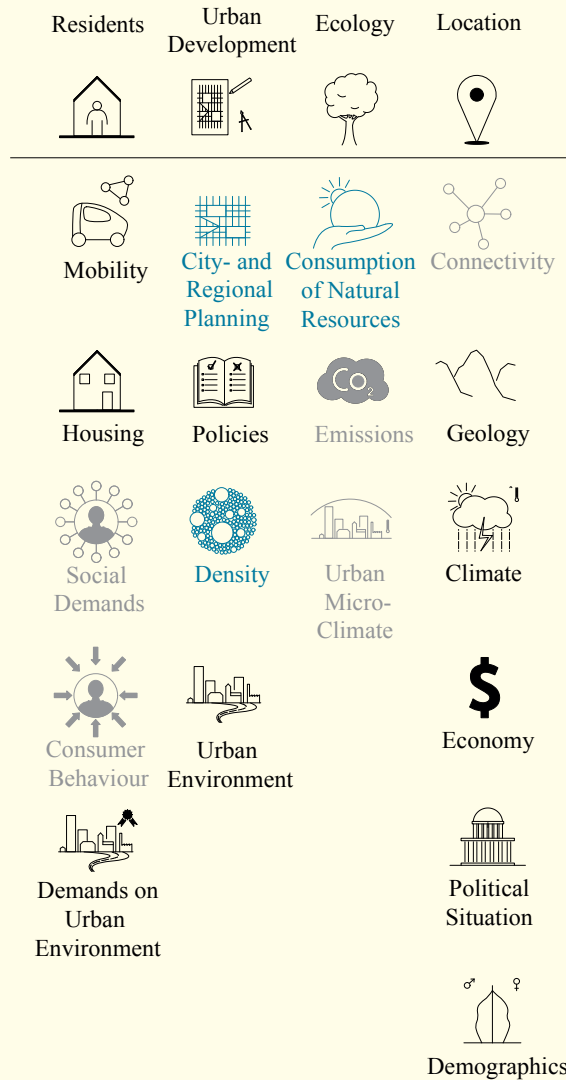 Residents
Urban
Development
Ecology
Location
Mobility
City- and
Regional
Planning
Consumption
of Natural
Resources
Connectivity
Housing
Policies
CO2
Emissions
Geology
Social
Demands
Density
Urban
Micro-
Climate
Climate
Consumer
Behaviour
Urban
Environment
$
Economy
Demands on
Urban
Environment
Political
Situation
♂ ♀
Demographics